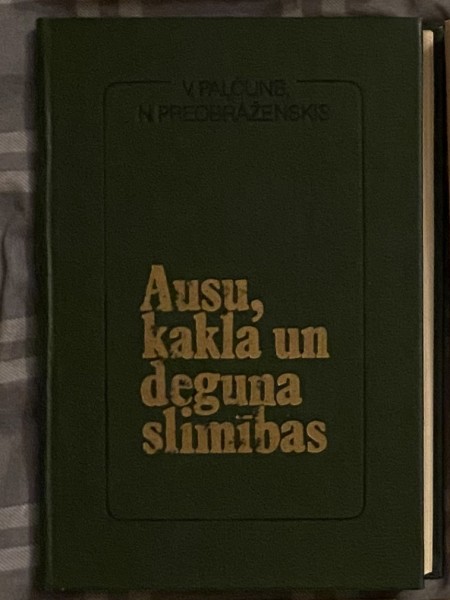 V. PALČUNS,
N. PREOBRAŽENSKIS
Ausu,
kakla un
deguna
slimības